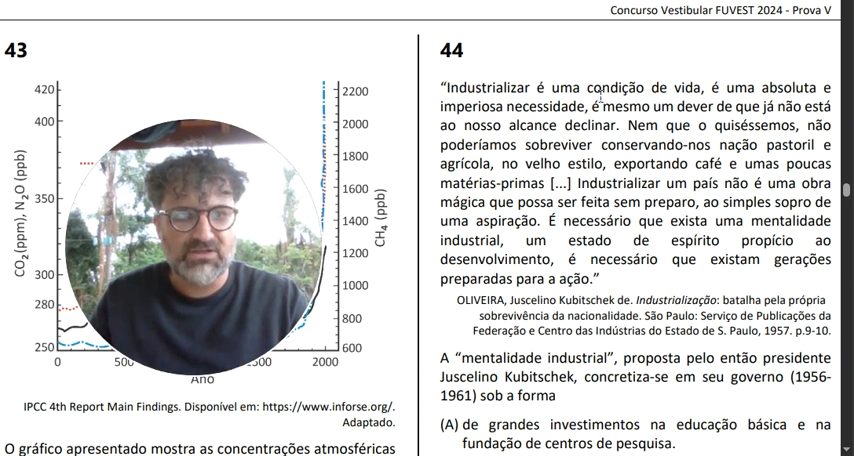 Concurso Vestibular FUVEST 2024 - Prova V
43
420
400
350
300
280
250
CO₂(ppm), N₂O (ppb)
2200
2000
1800
1600
1400
1200
1000
800
600
CH₄ (ppb)
0
500
1500
2000
Ano
IPCC 4th Report Main Findings. Disponível em: https://www.inforse.org/.
Adaptado.
O gráfico apresentado mostra as concentrações atmosféricas
44
“Industrializar é uma condição de vida, é uma absoluta e
imperiosa necessidade, é mesmo um dever de que já não está
ao nosso alcance declinar. Nem que o quiséssemos, não
poderíamos sobreviver conservando-nos nação pastoril e
agrícola, no velho estilo, exportando café e umas poucas
matérias-primas [...] Industrializar um país não é uma obra
mágica que possa ser feita sem preparo, ao simples sopro de
uma aspiração. É necessário que exista uma mentalidade
industrial, um estado de espírito propício ao
desenvolvimento, é necessário que existam gerações
preparadas para a ação.”
OLIVEIRA, Juscelino Kubitschek de. Industrialização: batalha pela própria
sobrevivência da nacionalidade. São Paulo: Serviço de Publicações da
Federação e Centro das Indústrias do Estado de S. Paulo, 1957. p.9-10.
A “mentalidade industrial”, proposta pelo então presidente
Juscelino Kubitschek, concretiza-se em seu governo (1956-
1961) sob a forma
(A) de grandes investimentos na educação básica e na
fundação de centros de pesquisa.